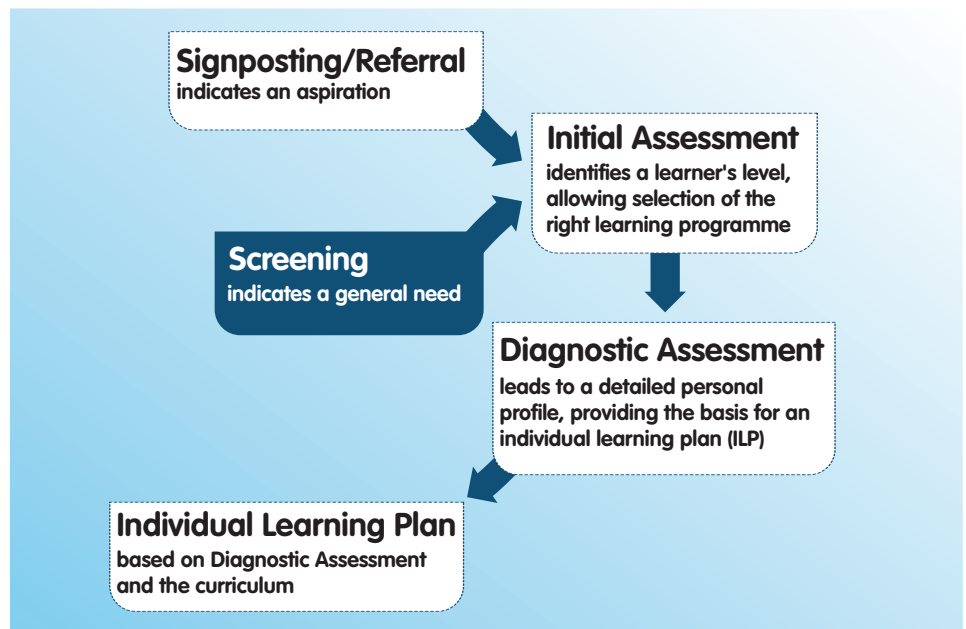 Signposting/Referral
indicates an aspiration
Initial Assessment
identifies a learner's level,
allowing selection of the
right learning programme
Screening
indicates a general need
Diagnostic Assessment
leads to a detailed personal
profile, providing the basis for an
individual learning plan (ILP)
Individual Learning Plan
based on Diagnostic Assessment
and the curriculum